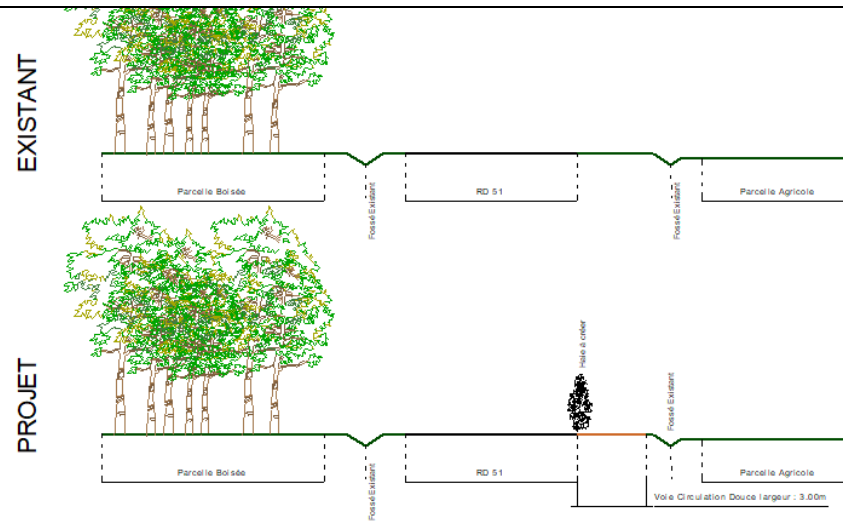 EXISTANT
Parcelle Boisée
Fossé Existant
RD 51
Fossé Existant
Parcelle Agricole
PROJET
Haie à créer
Fossé Existant
Parcelle Boisée
Fossé Existant
RD 51
Parcelle Agricole
Voie Circulation Douce largeur : 3.00m